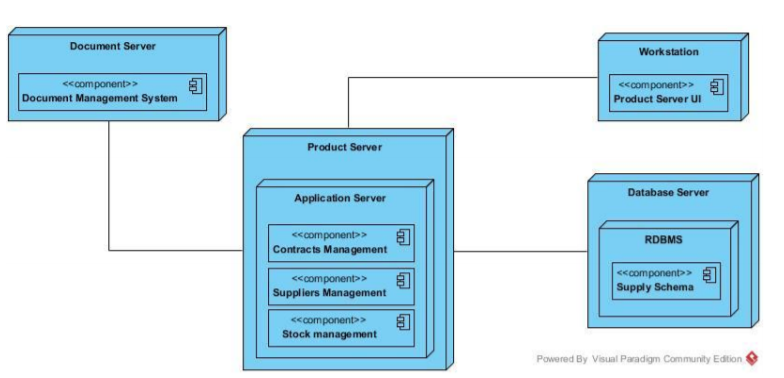 Document Server
<<component>>
Document Management System
Workstation
<<component>>
Product Server UI
Product Server
Application Server
<<component>>
Contracts Management
<<component>>
Suppliers Management
<<component>>
Stock management
Database Server
RDBMS
<<component>>
Supply Schema
Powered By Visual Paradigm Community Edition